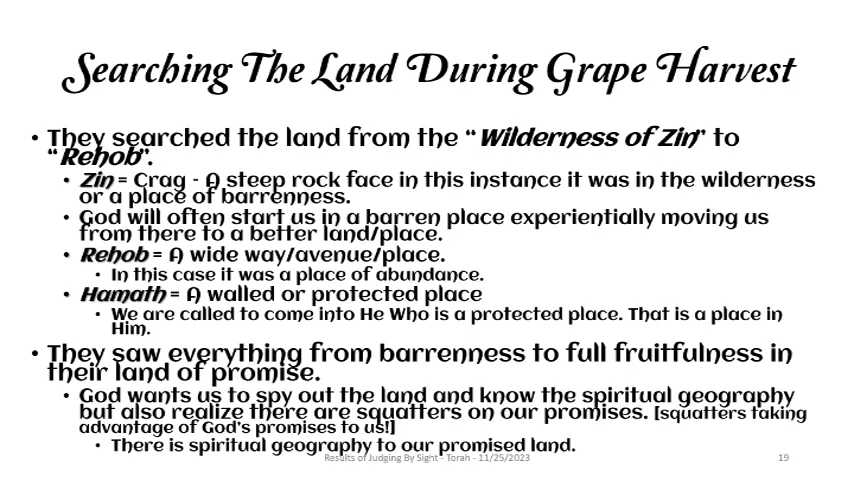 Searching The Land During Grape Harvest
• They searched the land from the “Wilderness of Zin” to
“Rehob”.
• Zin = Crag - A steep rock face in this instance it was in the wilderness
or a place of barrenness.
• God will often start us in a barren place experientially moving us
from there to a better land/place.
• Rehob = A wide way/avenue/place.
• In this case it was a place of abundance.
• Hamath = A walled or protected place
• We are called to come into He Who is a protected place. That is a place in
Him.
• They saw everything from barrenness to full fruitfulness in
their land of promise.
• God wants us to spy out the land and know the spiritual geography
but also realize there are squatters on our promises. [squatters taking
advantage of God’s promises to us!]
• There is spiritual geography to our promised land.
Results of Judging By Sight - Torah - 11/25/2023
19